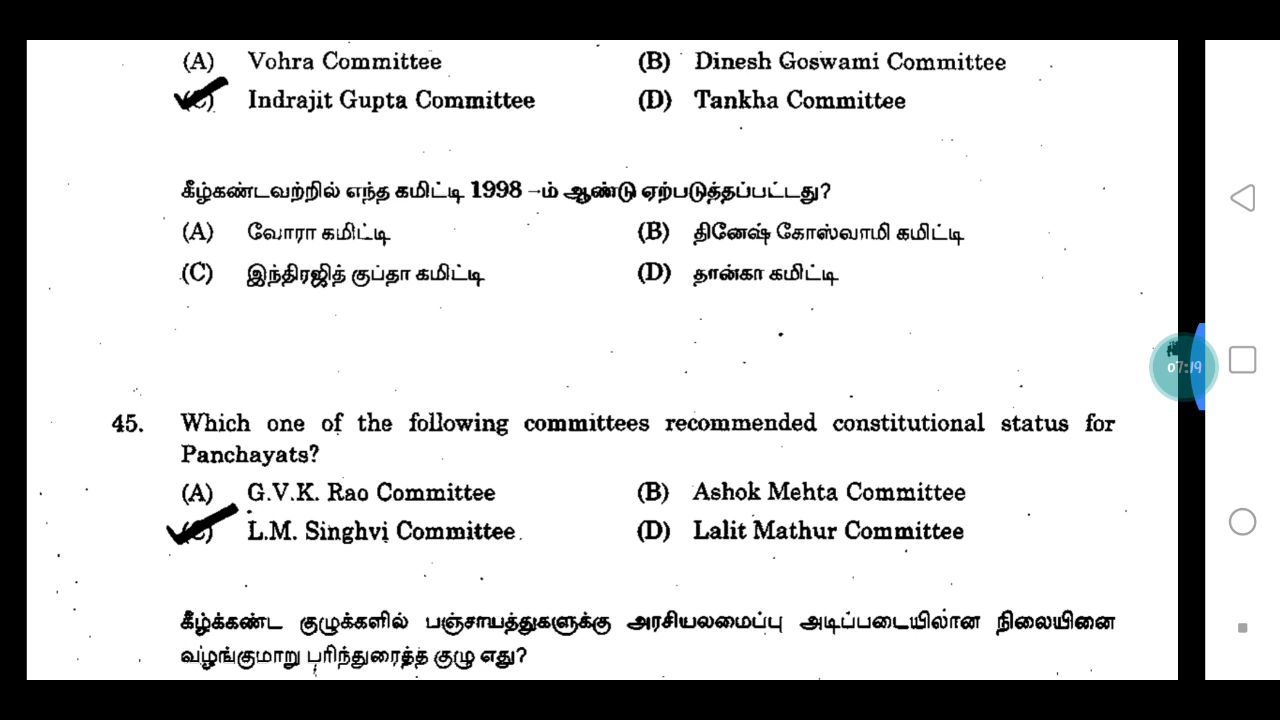 (A) Vohra Committee (B) Dinesh Goswami Committee
(C) Indrajit Gupta Committee (D) Tankha Committee
கீழ்கண்டவற்றில் எந்த கமிட்டி 1998 –ம் ஆண்டு ஏற்படுத்தப்பட்டது?
(A) வோரா கமிட்டி (B) தினேஷ் கோஸ்வாமி கமிட்டி
(C) இந்திரஜித் குப்தா கமிட்டி (D) தான்கா கமிட்டி
07:19
45. Which one of the following committees recommended constitutional status for
Panchayats?
(A) G.V.K. Rao Committee (B) Ashok Mehta Committee
(C) L.M. Singhvi Committee (D) Lalit Mathur Committee
கீழ்க்கண்ட குழுக்களில் பஞ்சாயத்துகளுக்கு அரசியலமைப்பு அடிப்படையிலான நிலையினை
வழங்குமாறு பரிந்துரைத்த குழு எது?